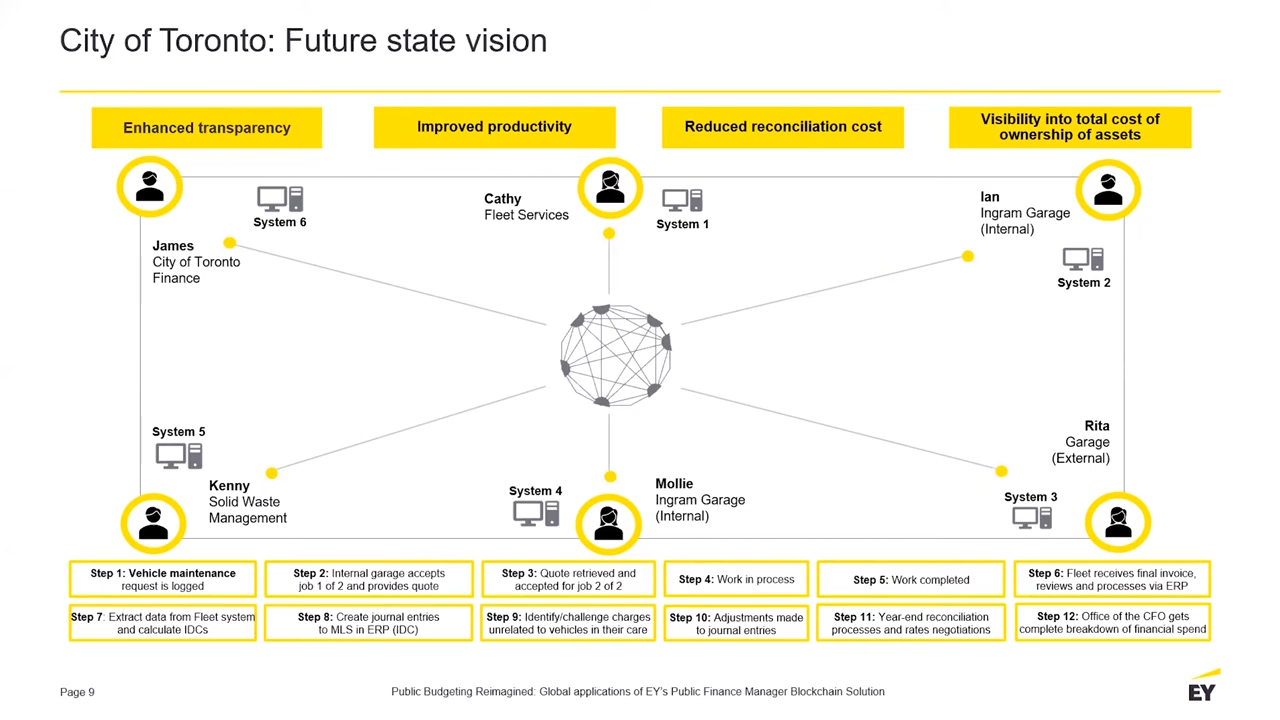 City of Toronto: Future state vision
Enhanced transparency
Improved productivity
Reduced reconciliation cost
Visibility into total cost of
ownership of assets
System 6
James
City of Toronto
Finance
Cathy
Fleet Services
System 1
Ian
Ingram Garage
(Internal)
System 2
System 5
Kenny
Solid Waste
Management
System 4
Mollie
Ingram Garage
(Internal)
Rita
Garage
(External)
System 3
Step 1: Vehicle maintenance
request is logged
Step 2: Internal garage accepts
job 1 of 2 and provides quote
Step 3: Quote retrieved and
accepted for job 2 of 2
Step 4: Work in process
Step 5: Work completed
Step 6: Fleet receives final invoice,
reviews and processes via ERP
Step 7: Extract data from Fleet system
and calculate IDCs
Step 8: Create journal entries
to MLS in ERP (IDC)
Step 9: Identify/challenge charges
unrelated to vehicles in their care
Step 10: Adjustments made
to journal entries
Step 11: Year-end reconciliation
processes and rates negotiations
Step 12: Office of the CFO gets
complete breakdown of financial spend
Page 9
Public Budgeting Reimagined: Global applications of EY's Public Finance Manager Blockchain Solution
EY